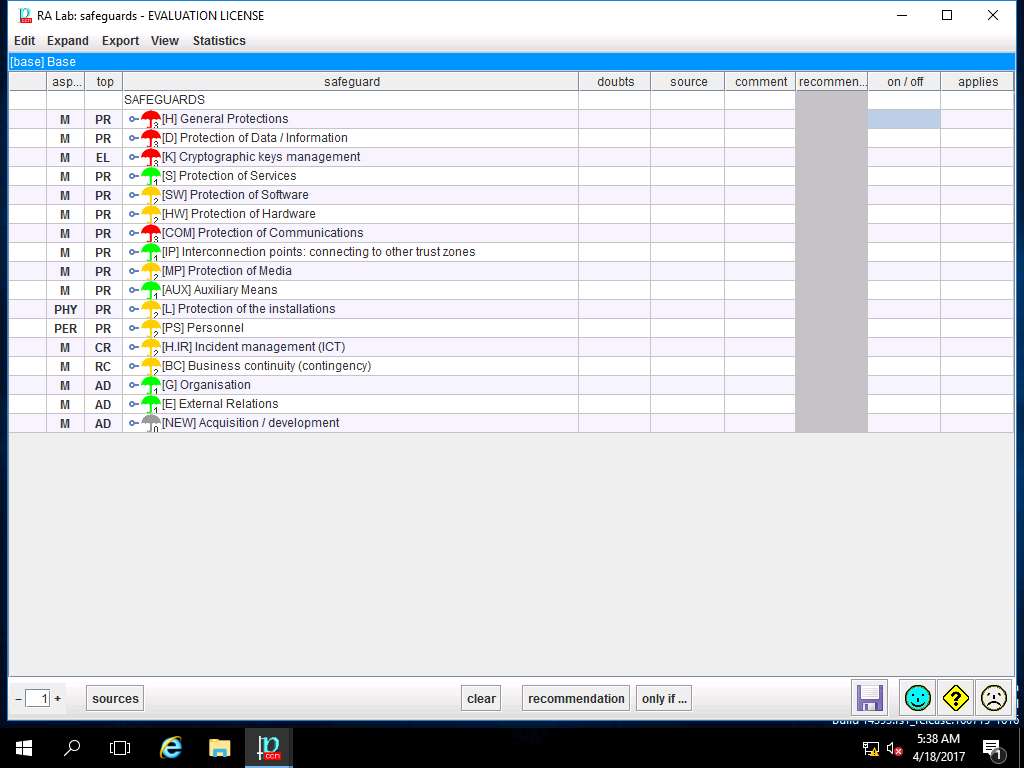 RA Lab: safeguards - EVALUATION LICENSE
Edit Expand Export View Statistics
[base] Base
asp... top safeguard doubts source comment recommen... on / off applies
SAFEGUARDS
M PR 3 [H] General Protections
M PR 3 [D] Protection of Data / Information
M EL 3 [K] Cryptographic keys management
M PR 1 [S] Protection of Services
M PR 2 [SW] Protection of Software
M PR 2 [HW] Protection of Hardware
M PR 3 [COM] Protection of Communications
M PR 1 [IP] Interconnection points: connecting to other trust zones
M PR 2 [MP] Protection of Media
M PR 1 [AUX] Auxiliary Means
PHY PR 2 [L] Protection of the installations
PER PR 2 [PS] Personnel
M CR 2 [H.IR] Incident management (ICT)
M RC 2 [BC] Business continuity (contingency)
M AD 1 [G] Organisation
M AD 1 [E] External Relations
M AD 0 [NEW] Acquisition / development
− 1 + sources clear recommendation only if ...
5:38 AM
4/18/2017
1